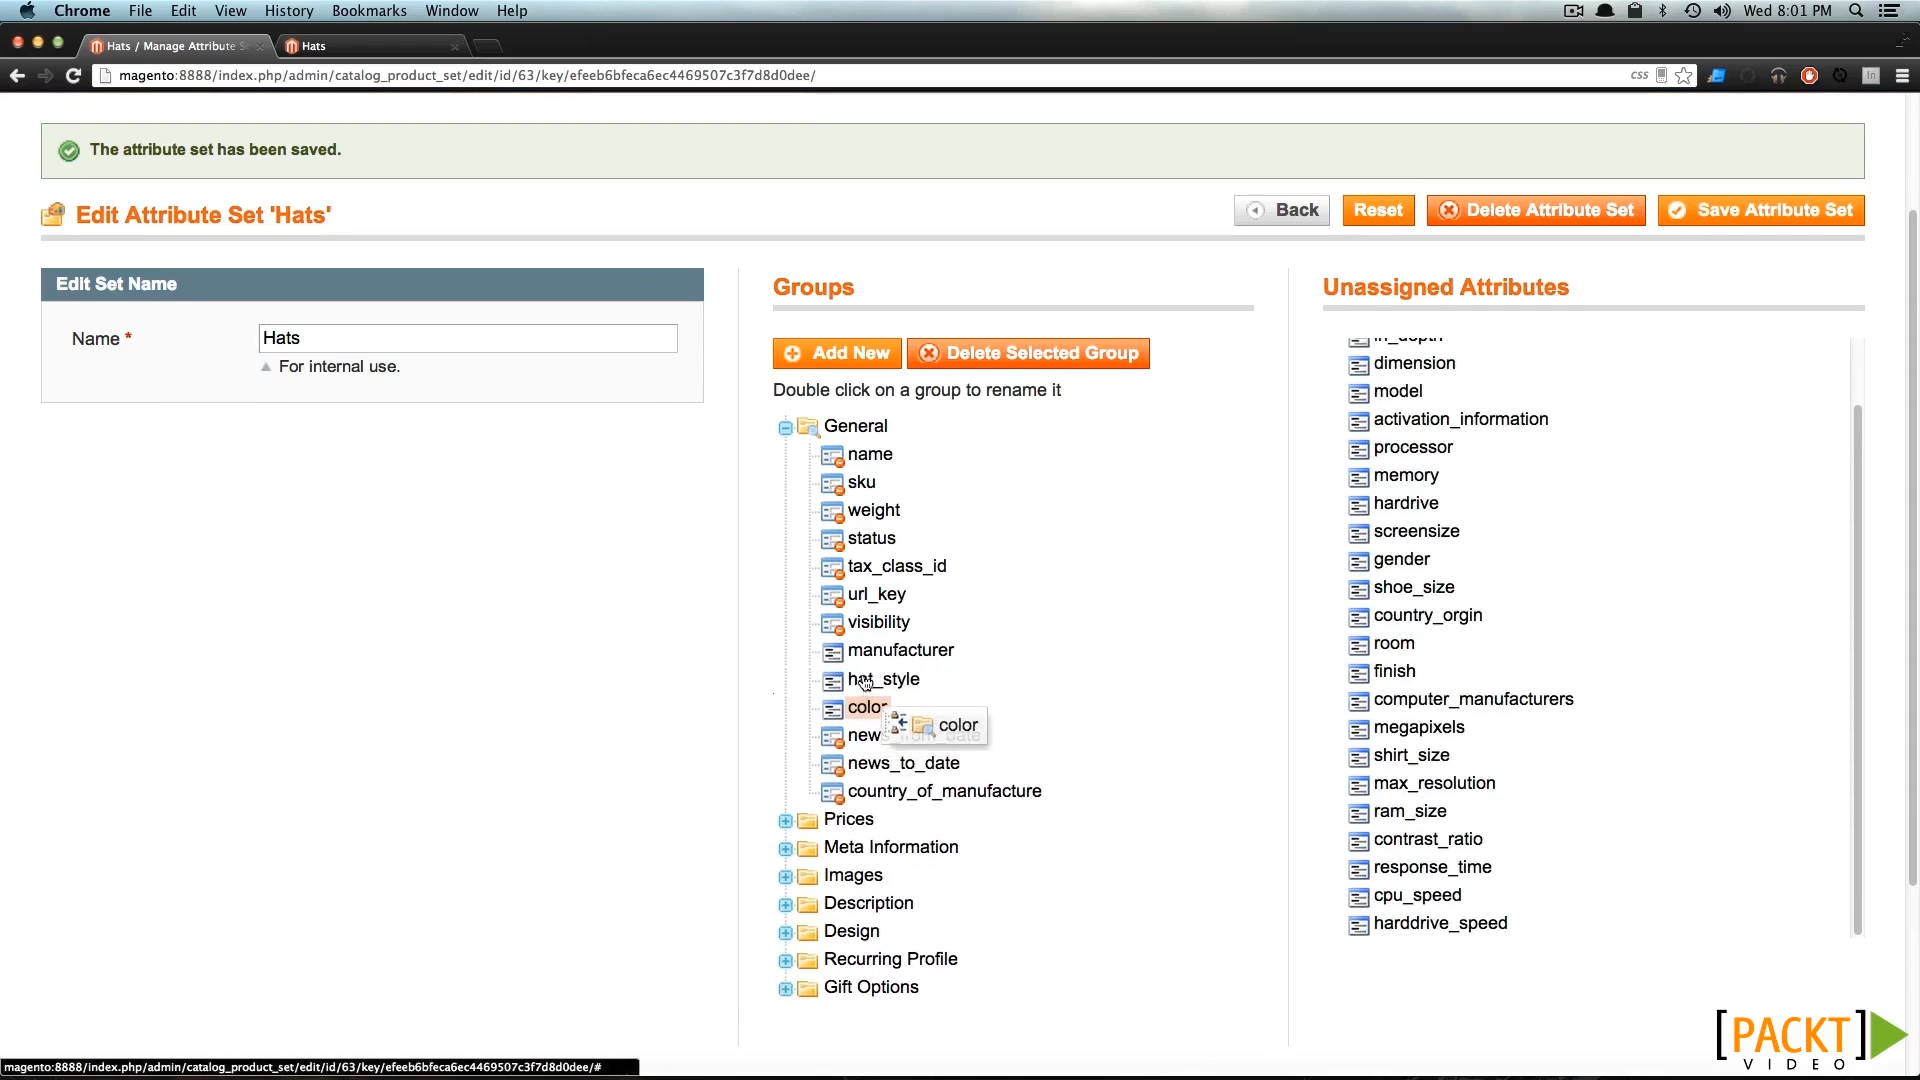 Chrome File Edit View History Bookmarks Window Help Wed 8:01 PM
Hats / Manage Attribute S Hats
magento:8888/index.php/admin/catalog_product_set/edit/id/63/key/efeeb6bfeca6ec4469507c3f7d8d0dee/ CSS
The attribute set has been saved.
Edit Attribute Set 'Hats' Back Reset Delete Attribute Set Save Attribute Set
Edit Set Name
Name *
Hats
For internal use.
Groups
Add New Delete Selected Group
Double click on a group to rename it
General
name
sku
weight
status
tax_class_id
url_key
visibility
manufacturer
hat_style
color
color
news_from_date
news_to_date
country_of_manufacture
Prices
Meta Information
Images
Description
Design
Recurring Profile
Gift Options
Unassigned Attributes
in_depth
dimension
model
activation_information
processor
memory
hardrive
screensize
gender
shoe_size
country_orgin
room
finish
computer_manufacturers
megapixels
shirt_size
max_resolution
ram_size
contrast_ratio
response_time
cpu_speed
harddrive_speed
[PACKT]
VIDEO
magento:8888/index.php/admin/catalog_product_set/edit/id/63/key/efeeb6bfeca6ec4469507c3f7d8d0dee/#